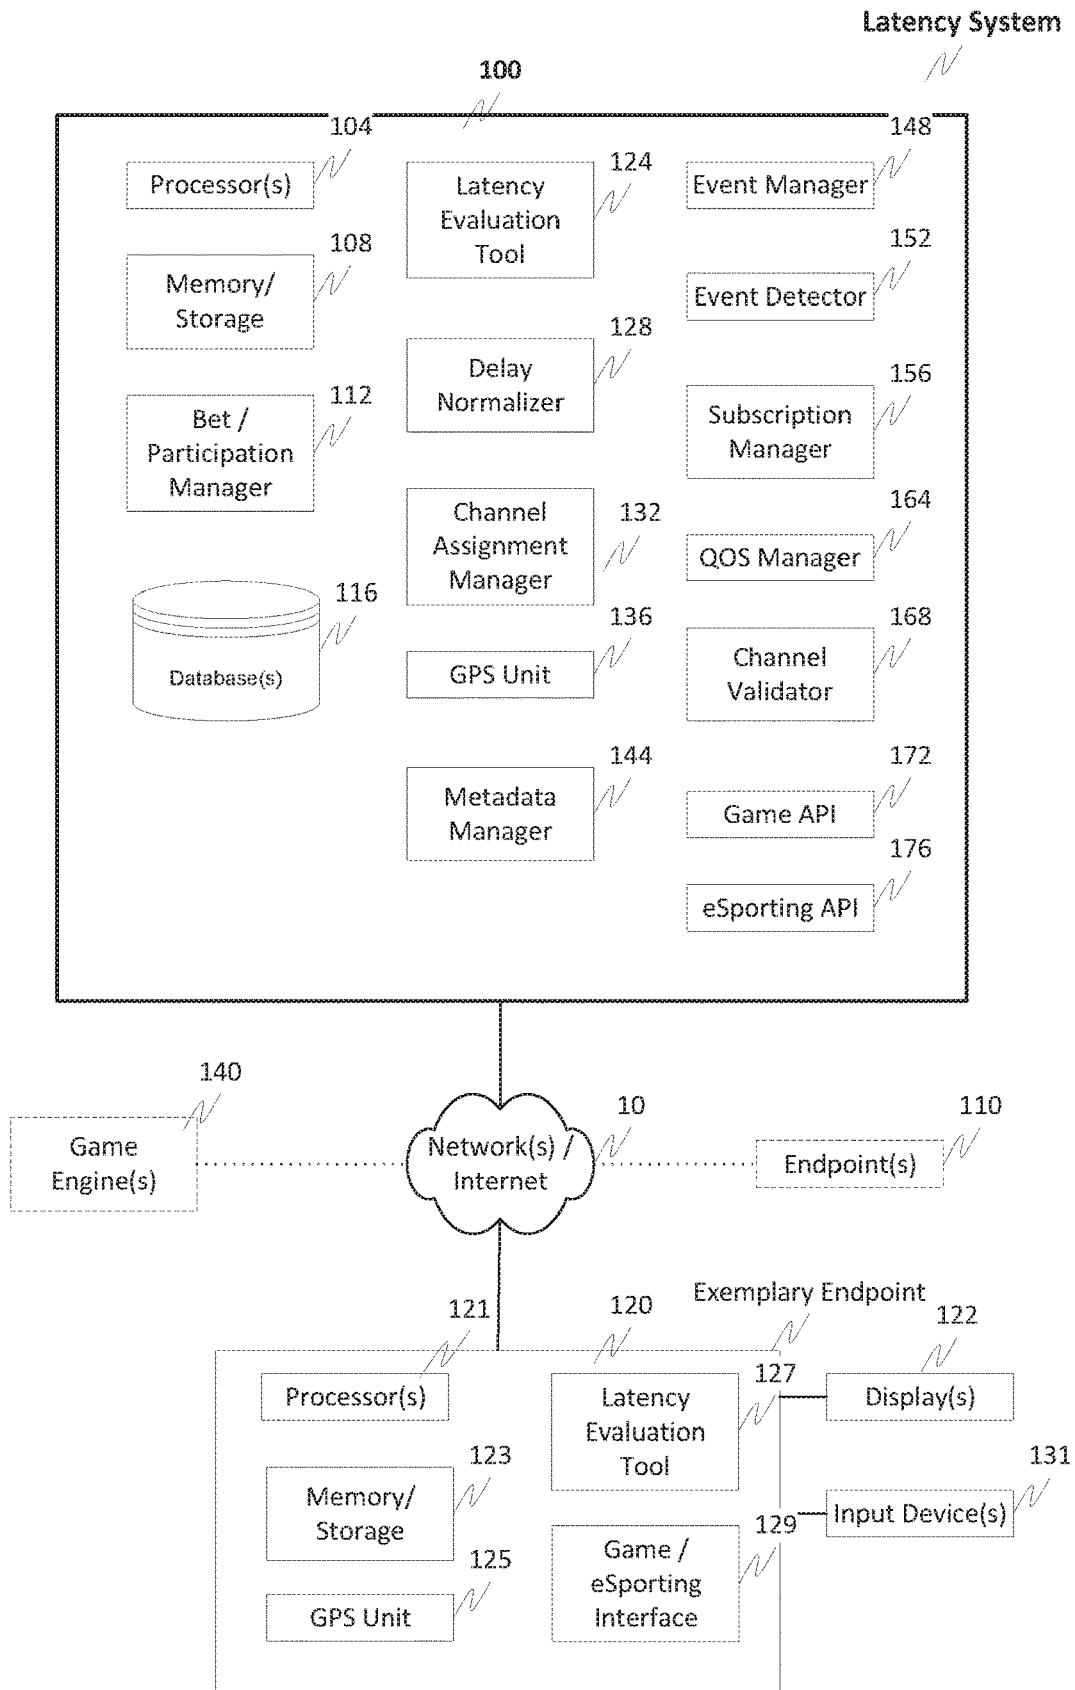 Latency System
100
104
Processor(s)
108
Memory/
Storage
112
Bet /
Participation
Manager
116
Database(s)
124
Latency
Evaluation
Tool
128
Delay
Normalizer
132
Channel
Assignment
Manager
136
GPS Unit
144
Metadata
Manager
148
Event Manager
152
Event Detector
156
Subscription
Manager
164
QOS Manager
168
Channel
Validator
172
Game API
176
eSporting API
140
Game
Engine(s)
10
Network(s) /
Internet
110
Endpoint(s)
Exemplary Endpoint
120
121
Processor(s)
123
Memory/
Storage
125
GPS Unit
127
Latency
Evaluation
Tool
129
Game /
eSporting
Interface
122
Display(s)
131
Input Device(s)